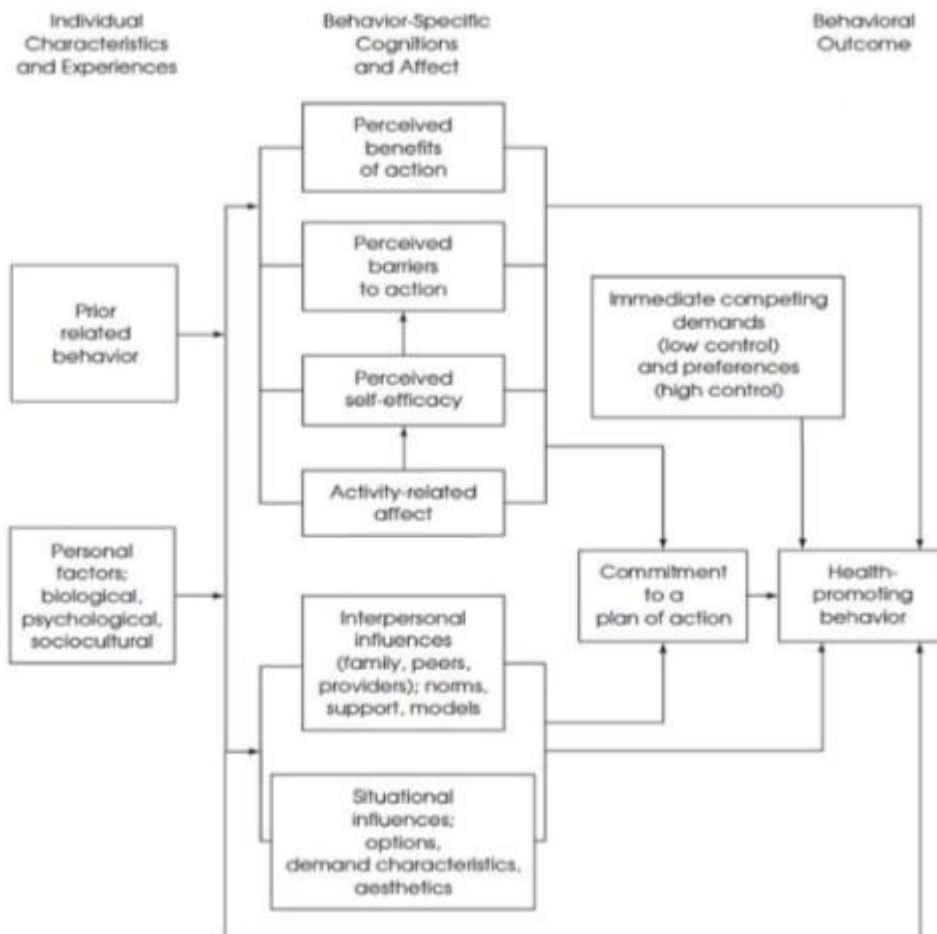 Individual
Characteristics
and Experiences
Behavior-Specific
Cognitions
and Affect
Behavioral
Outcome
Perceived
benefits
of action
Perceived
barriers
to action
Prior
related
behavior
Immediate competing
demands
(low control)
and preferences
(high control)
Perceived
self-efficacy
Activity-related
affect
Personal
factors;
biological,
psychological,
sociocultural
Commitment
to a
plan of action
Health-
promoting
behavior
Interpersonal
influences
(family, peers,
providers); norms,
support, models
Situational
influences;
options,
demand characteristics,
aesthetics